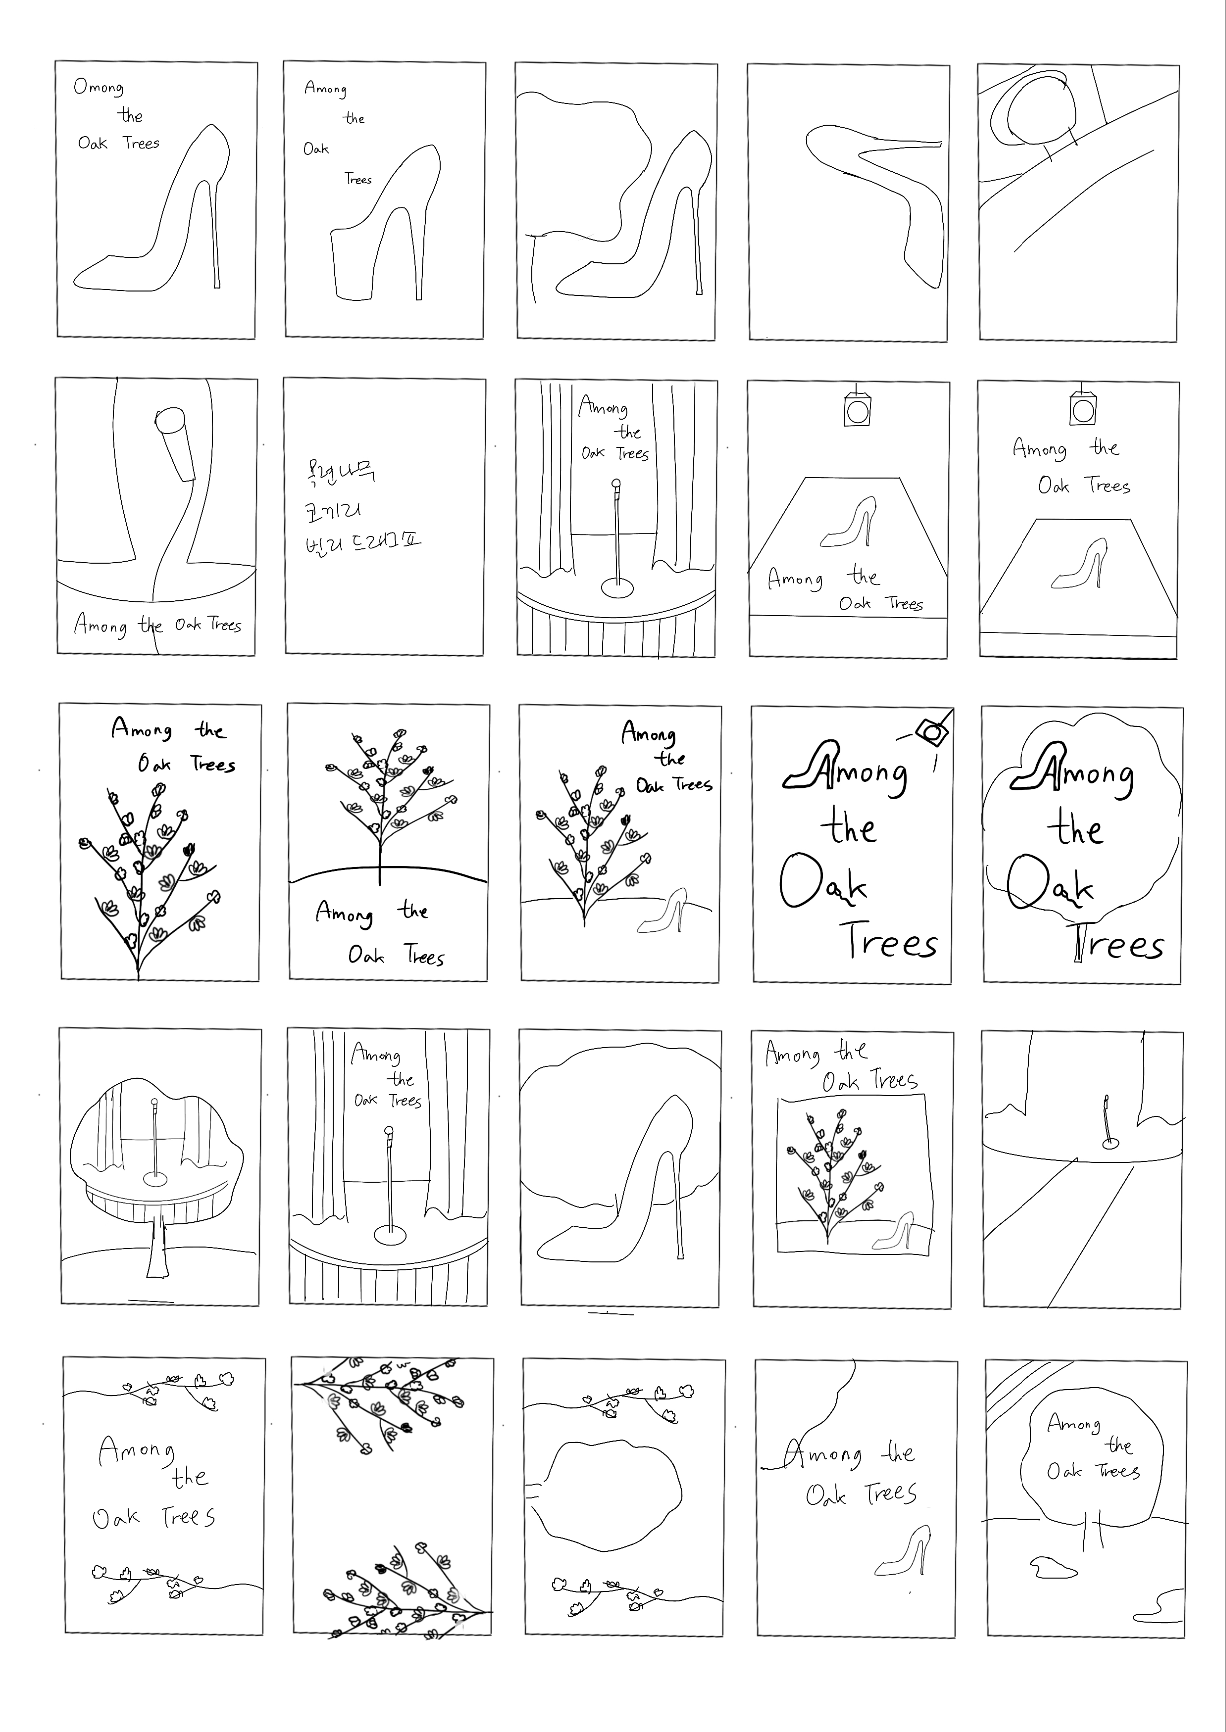 Omong
the
Oak Trees
Among
the
Oak
Trees
Among the Oak Trees
목련나무
코끼리
벌리 드래그표
Among
the
Oak Trees
Among the
Oak Trees
Among the
Oak Trees
Among the
Oak Trees
Among the
Oak Trees
Among
the
Oak Trees
Among
the
Oak
Trees
Among
the
Oak
Trees
Among
the
Oak Trees
Among the
Oak Trees
Among
the
Oak Trees
Among the
Oak Trees
Among
the
Oak Trees